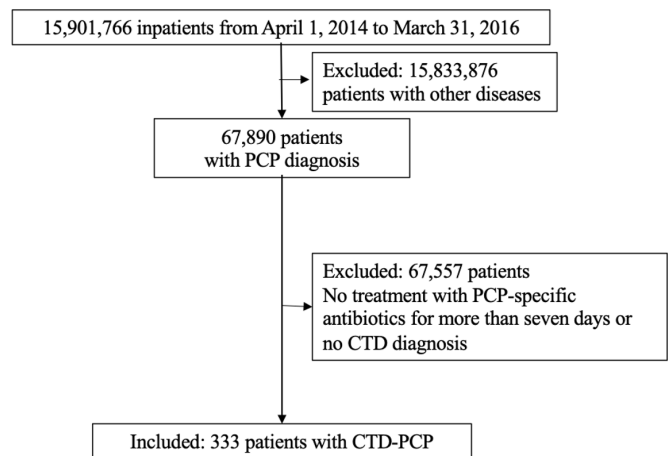 15,901,766 inpatients from April 1, 2014 to March 31, 2016
Excluded: 15,833,876
patients with other diseases
67,890 patients
with PCP diagnosis
Excluded: 67,557 patients
No treatment with PCP-specific
antibiotics for more than seven days or
no CTD diagnosis
Included: 333 patients with CTD-PCP